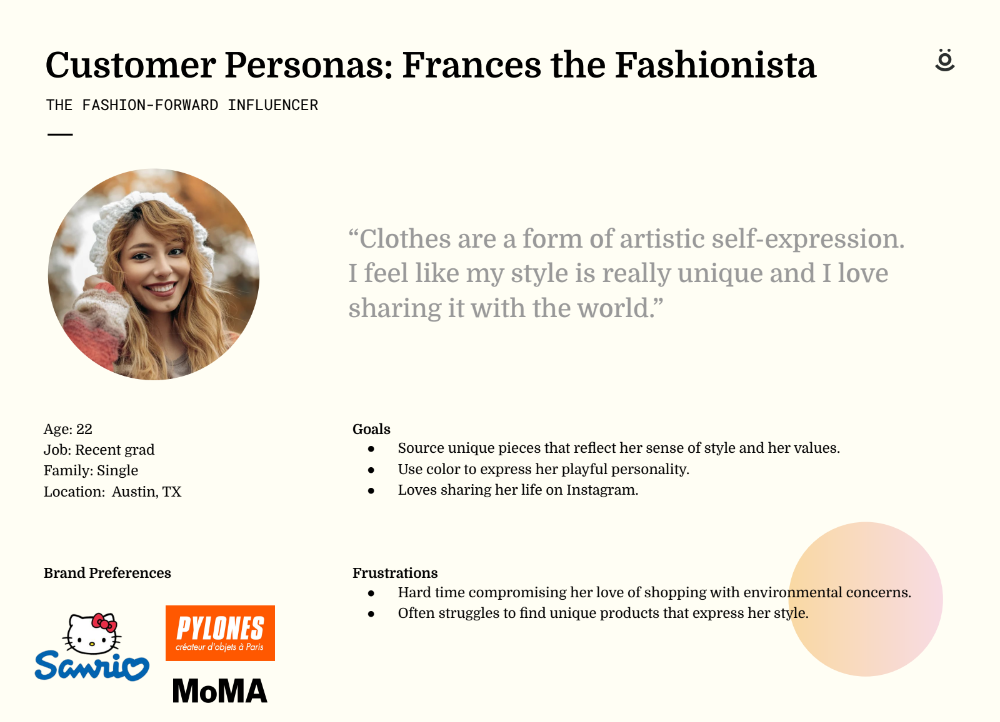 Customer Personas: Frances the Fashionista
THE FASHION-FORWARD INFLUENCER
“Clothes are a form of artistic self-expression.
I feel like my style is really unique and I love
sharing it with the world.”
Age: 22
Job: Recent grad
Family: Single
Location:  Austin, TX
Goals
● Source unique pieces that reflect her sense of style and her values.
● Use color to express her playful personality.
● Loves sharing her life on Instagram.
Brand Preferences
Sanrio
PYLONES
créateur d'objets à Paris
MoMA
Frustrations
● Hard time compromising her love of shopping with environmental concerns.
● Often struggles to find unique products that express her style.